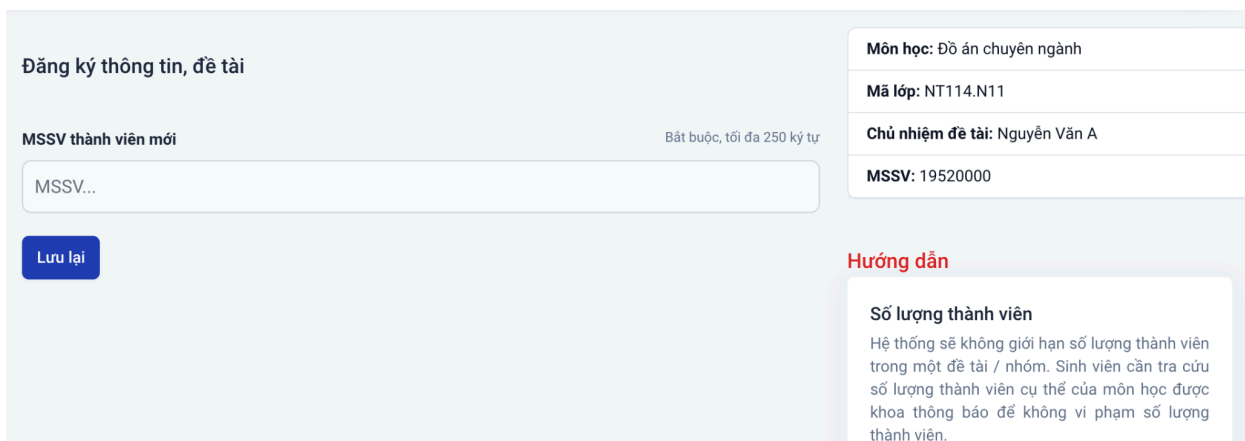 Đăng ký thông tin, đề tài
MSSV thành viên mới
Bắt buộc, tối đa 250 ký tự
MSSV...
Lưu lại
Môn học: Đồ án chuyên ngành
Mã lớp: NT114.N11
Chủ nhiệm đề tài: Nguyễn Văn A
MSSV: 19520000
Hướng dẫn
Số lượng thành viên
Hệ thống sẽ không giới hạn số lượng thành viên
trong một đề tài / nhóm. Sinh viên cần tra cứu
số lượng thành viên cụ thể của môn học được
khoa thông báo để không vi phạm số lượng
thành viên.